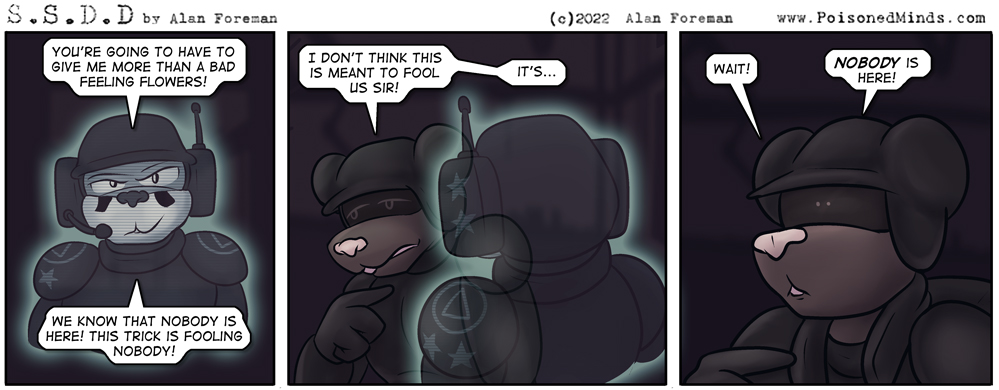 S.S.D.D by Alan Foreman
(c)2022 Alan Foreman
www.PoisonedMinds.com
YOU'RE GOING TO HAVE TO
GIVE ME MORE THAN A BAD
FEELING FLOWERS!
WE KNOW THAT NOBODY IS
HERE! THIS TRICK IS FOOLING
NOBODY!
I DON'T THINK THIS
IS MEANT TO FOOL
US SIR!
IT'S...
WAIT!
NOBODY IS
HERE!